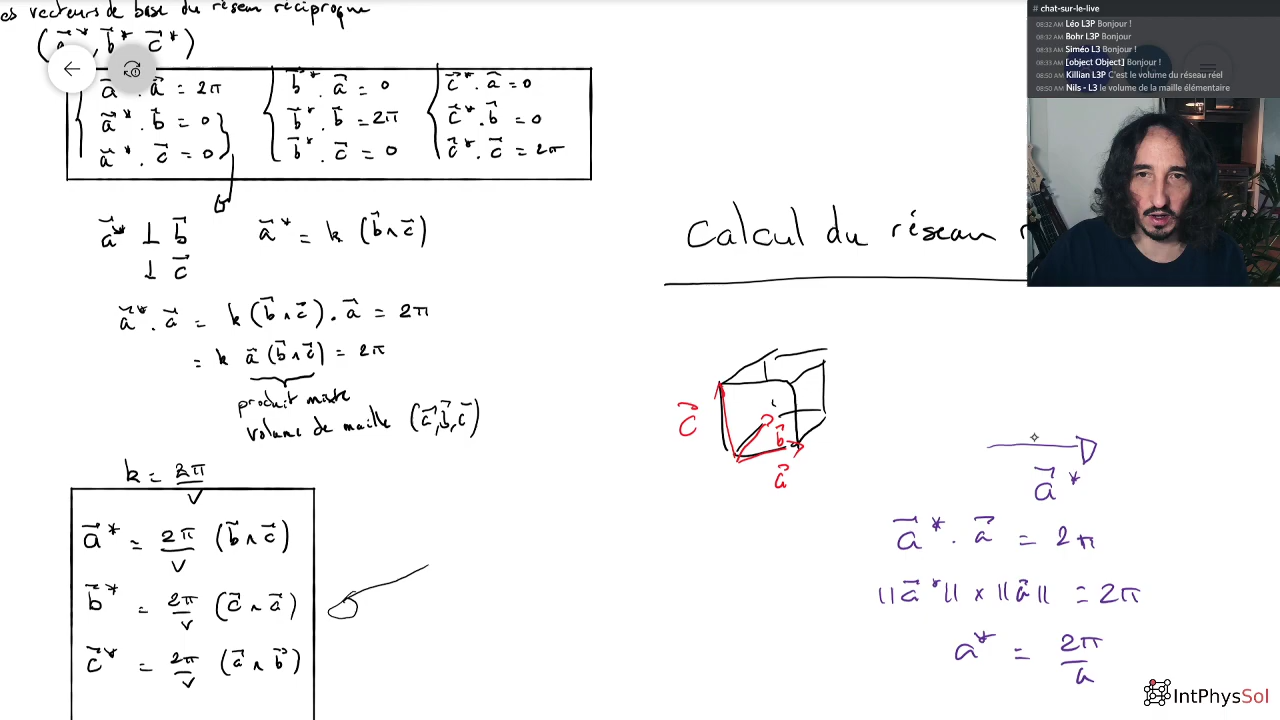 es vecteurs de base du réseau réciproque
(a⃗*, b⃗* c⃗*)
a⃗ . a⃗ = 2π
a⃗* . b⃗ = 0
a⃗* . c⃗ = 0
b⃗* . a⃗ = 0
b⃗* . b⃗ = 2π
b⃗* . c⃗ = 0
c⃗* . a⃗ = 0
c⃗* . b⃗ = 0
c⃗* . c⃗ = 2π
a⃗* ⊥ b⃗
⊥ c⃗
a⃗* = k (b⃗ ∧ c⃗)
a⃗* . a⃗ = k (b⃗ ∧ c⃗) . a⃗ = 2π
= k a⃗ (b⃗ ∧ c⃗) = 2π
produit mixte
volume de maille (a⃗, b⃗, c⃗)
k = 2π/V
a⃗* = 2π/V (b⃗ ∧ c⃗)
b⃗* = 2π/V (c⃗ ∧ a⃗)
c⃗* = 2π/V (a⃗ ∧ b⃗)
Calcul du réseau
c⃗
b⃗
a⃗
a⃗*
a⃗* . a⃗ = 2π
||a⃗*|| × ||a⃗|| = 2π
a* = 2π/a
# chat-sur-le-live
08:32 AM Léo L3P Bonjour !
08:32 AM Bohr L3P Bonjour
08:33 AM Siméo L3 Bonjour !
08:33 AM [object Object] Bonjour !
08:50 AM Killian L3P C'est le volume du réseau réel
08:50 AM Nils - L3 le volume de la maille élémentaire
IntPhysSol